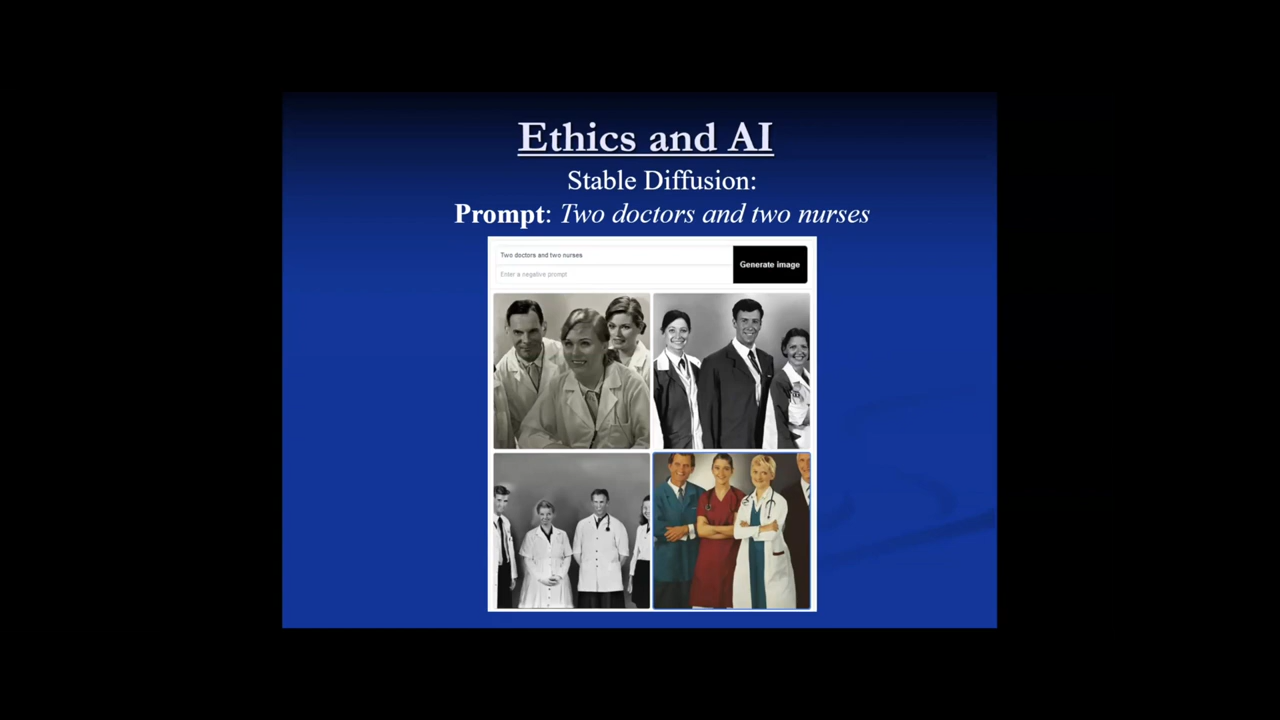 Ethics and AI
Stable Diffusion:
Prompt: Two doctors and two nurses
Two doctors and two nurses
Enter a negative prompt
Generate image